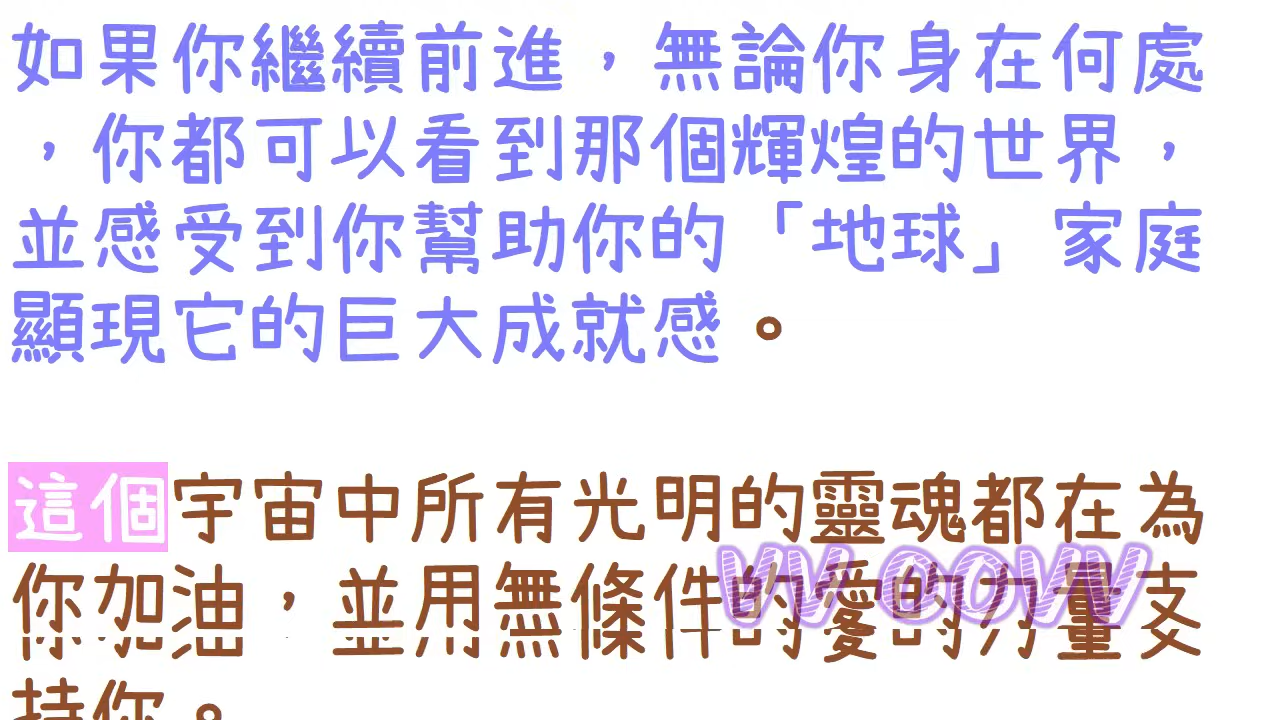 如果你繼續前進，無論你身在何處
，你都可以看到那個輝煌的世界，
並感受到你幫助你的「地球」家庭
顯現它的巨大成就感。
這個宇宙中所有光明的靈魂都在為
你加油，並用無條件的愛的力量支
持你。